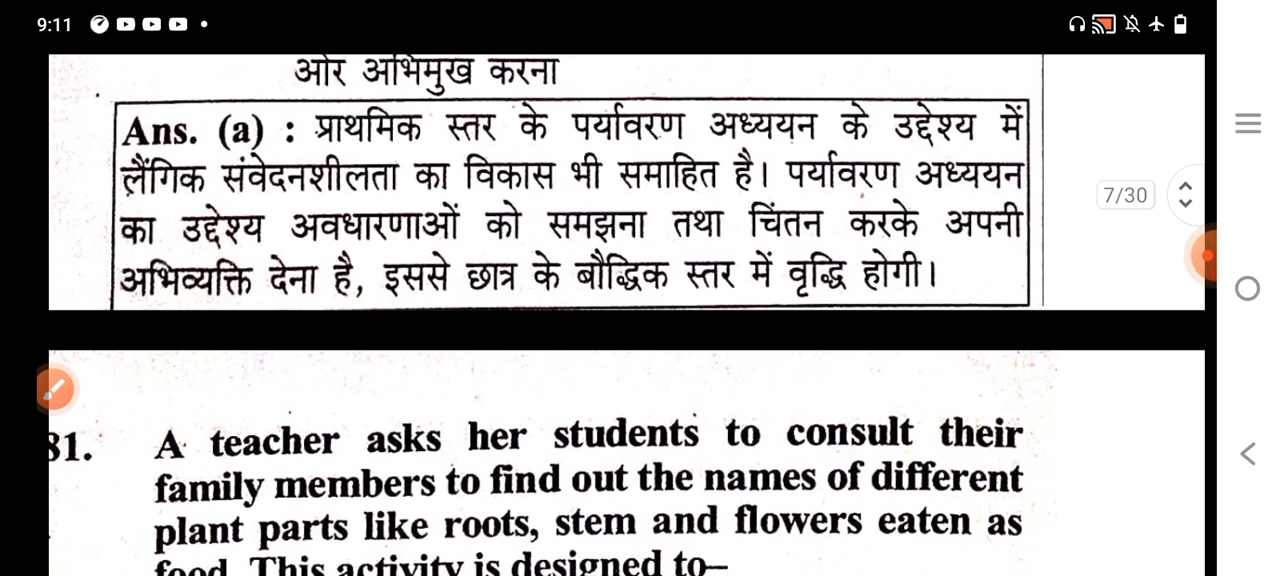 9:11
ओर अभिमुख करना
Ans. (a) : प्राथमिक स्तर के पर्यावरण अध्ययन के उद्देश्य में
लैंगिक संवेदनशीलता का विकास भी समाहित है। पर्यावरण अध्ययन
का उद्देश्य अवधारणाओं को समझना तथा चिंतन करके अपनी
अभिव्यक्ति देना है, इससे छात्र के बौद्धिक स्तर में वृद्धि होगी।
7/30
31. A teacher asks her students to consult their
family members to find out the names of different
plant parts like roots, stem and flowers eaten as
food. This activity is designed to–